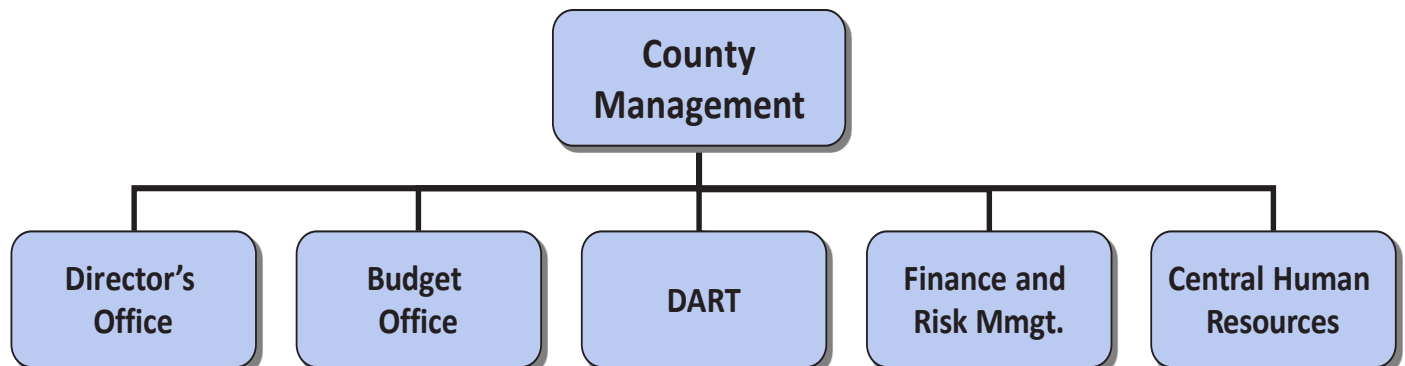 County
Management
Director’s
Office
Budget
Office
DART
Finance and
Risk Mmgt.
Central Human
Resources